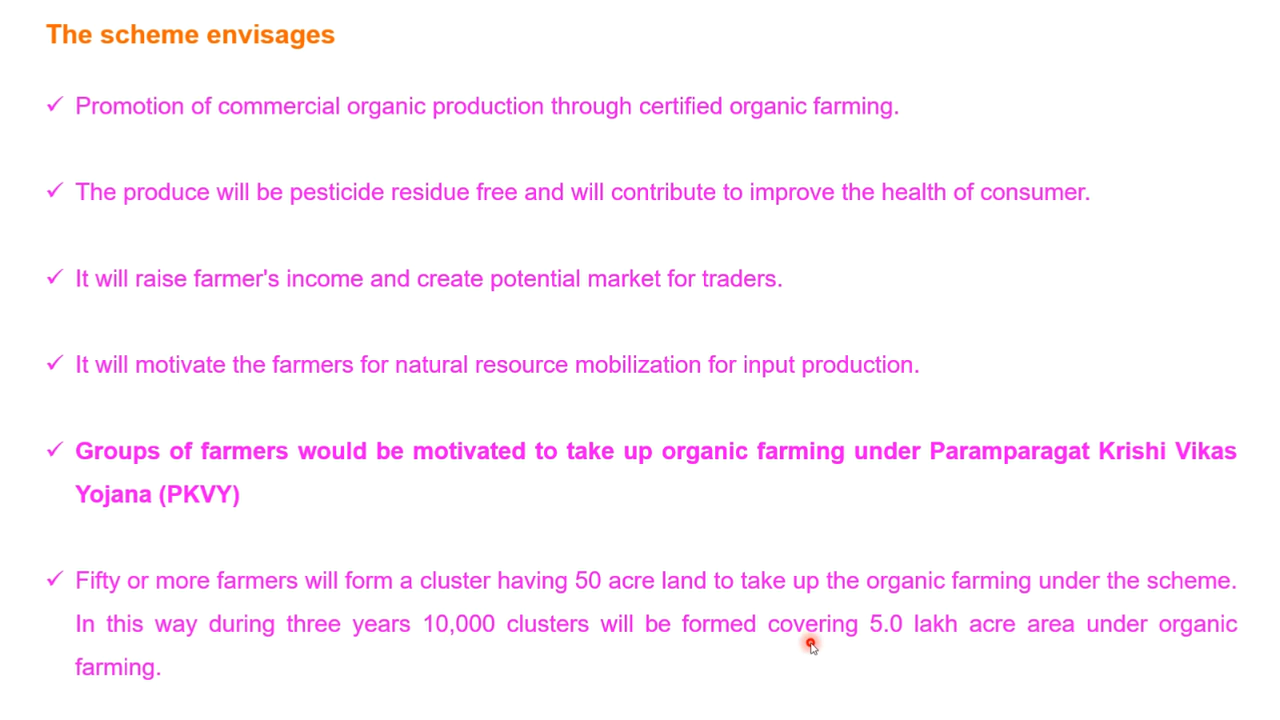 The scheme envisages
✓ Promotion of commercial organic production through certified organic farming.
✓ The produce will be pesticide residue free and will contribute to improve the health of consumer.
✓ It will raise farmer's income and create potential market for traders.
✓ It will motivate the farmers for natural resource mobilization for input production.
✓ Groups of farmers would be motivated to take up organic farming under Paramparagat Krishi Vikas
Yojana (PKVY)
✓ Fifty or more farmers will form a cluster having 50 acre land to take up the organic farming under the scheme.
In this way during three years 10,000 clusters will be formed covering 5.0 lakh acre area under organic
farming.